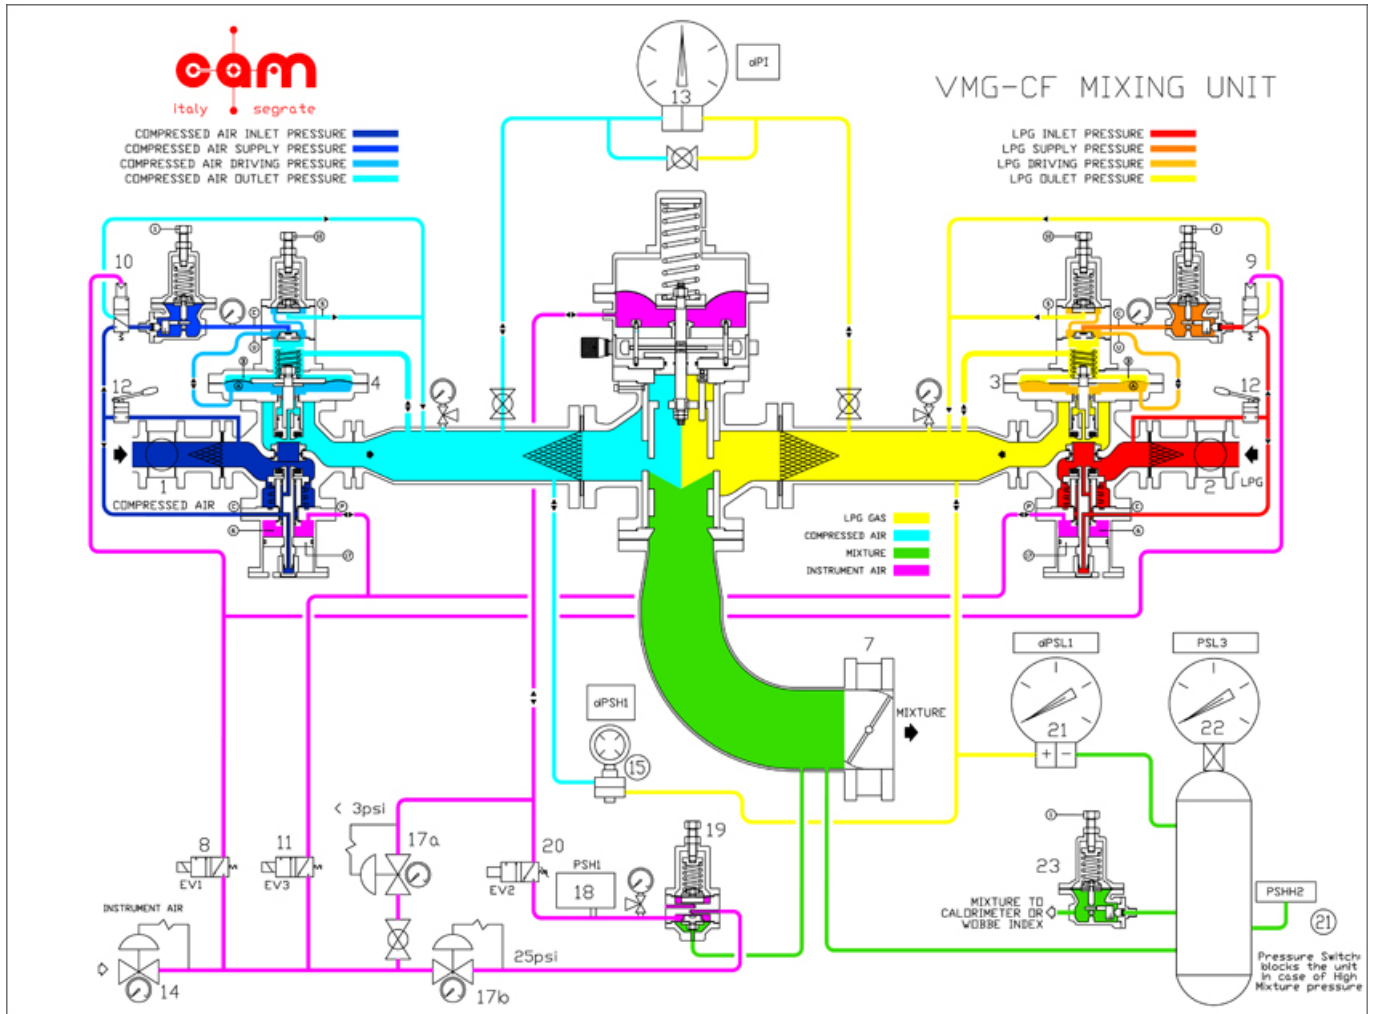 cam
italy segrate
dPI
13
VMG-CF MIXING UNIT
COMPRESSED AIR INLET PRESSURE
COMPRESSED AIR SUPPLY PRESSURE
COMPRESSED AIR DRIVING PRESSURE
COMPRESSED AIR OUTLET PRESSURE
LPG INLET PRESSURE
LPG SUPPLY PRESSURE
LPG DRIVING PRESSURE
LPG OULET PRESSURE
10
9
12
4
3
12
1
COMPRESSED AIR
2
LPG
LPG GAS
COMPRESSED AIR
MIXTURE
INSTRUMENT AIR
7
MIXTURE
dPSL1
PSL3
21
+ -
22
dPSH1
15
< 3psi
17a
8
EV1
11
EV3
20
EV2
PSH1
18
19
23
MIXTURE TO
CALORIMETER OR
WOBBE INDEX
PSHH2
21
Pressure Switch
blocks the unit
in case of High
Mixture pressure
INSTRUMENT AIR
14
25psi
17b